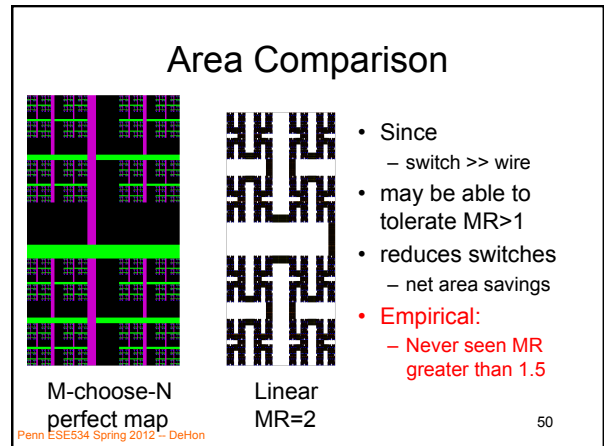 Area Comparison
• Since
– switch >> wire
• may be able to
tolerate MR>1
• reduces switches
– net area savings
• Empirical:
– Never seen MR
greater than 1.5
M-choose-N
perfect map
Linear
MR=2
Penn ESE534 Spring 2012 – DeHon
50